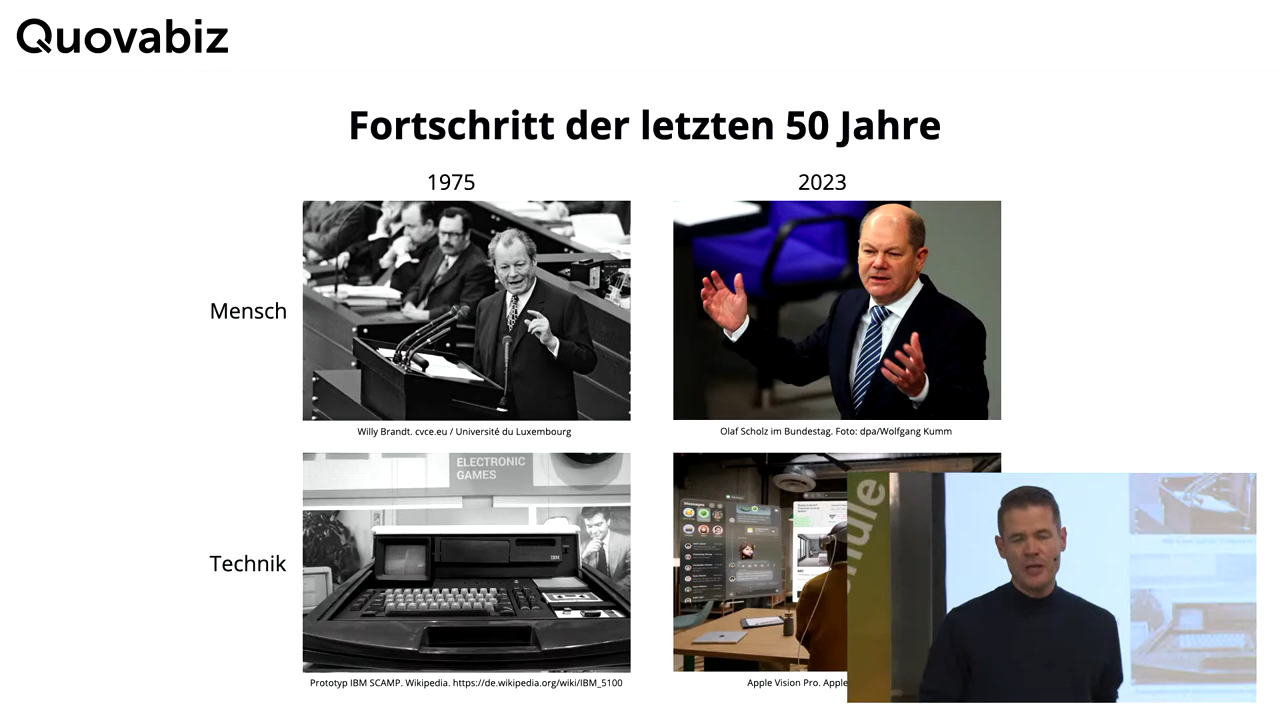 Quovabiz
Fortschritt der letzten 50 Jahre
1975
2023
Mensch
Willy Brandt. cvce.eu / Université du Luxembourg
Olaf Scholz im Bundestag. Foto: dpa/Wolfgang Kumm
ELECTRONIC
GAMES
IBM
Technik
Prototyp IBM SCAMP. Wikipedia. https://de.wikipedia.org/wiki/IBM_5100
Apple Vision Pro. Apple